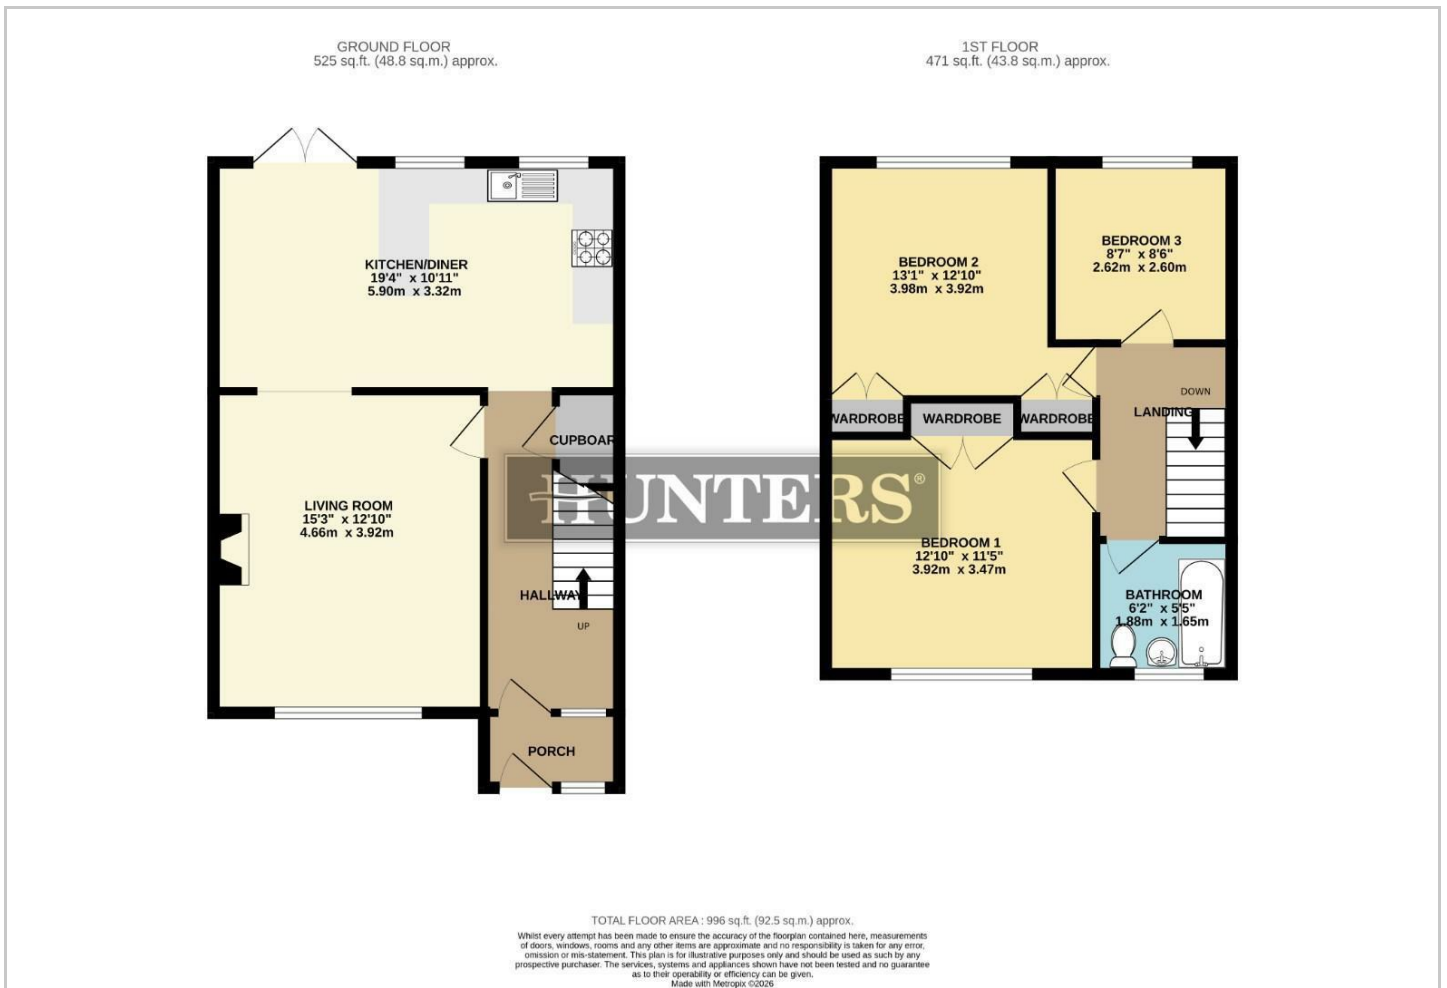 GROUND FLOOR
525 sq.ft. (48.8 sq.m.) approx.
1ST FLOOR
471 sq.ft. (43.8 sq.m.) approx.
KITCHEN/DINER
19'4" x 10'11"
5.90m x 3.32m
LIVING ROOM
15'3" x 12'10"
4.66m x 3.92m
CUPBOAR
HALLWAY
UP
PORCH
BEDROOM 2
13'1" x 12'10"
3.98m x 3.92m
BEDROOM 3
8'7" x 8'6"
2.62m x 2.60m
DOWN
LANDING
WARDROBE
WARDROBE
WARDROBE
BEDROOM 1
12'10" x 11'5"
3.92m x 3.47m
BATHROOM
6'2" x 5'5"
1.88m x 1.65m
HUNTERS®
TOTAL FLOOR AREA : 996 sq.ft. (92.5 sq.m.) approx.
Whilst every attempt has been made to ensure the accuracy of the floorplan contained here, measurements
of doors, windows, rooms and any other items are approximate and no responsibility is taken for any error,
omission or mis-statement. This plan is for illustrative purposes only and should be used as such by any
prospective purchaser. The services, systems and appliances shown have not been tested and no guarantee
as to their operability or efficiency can be given.
Made with Metropix ©2026